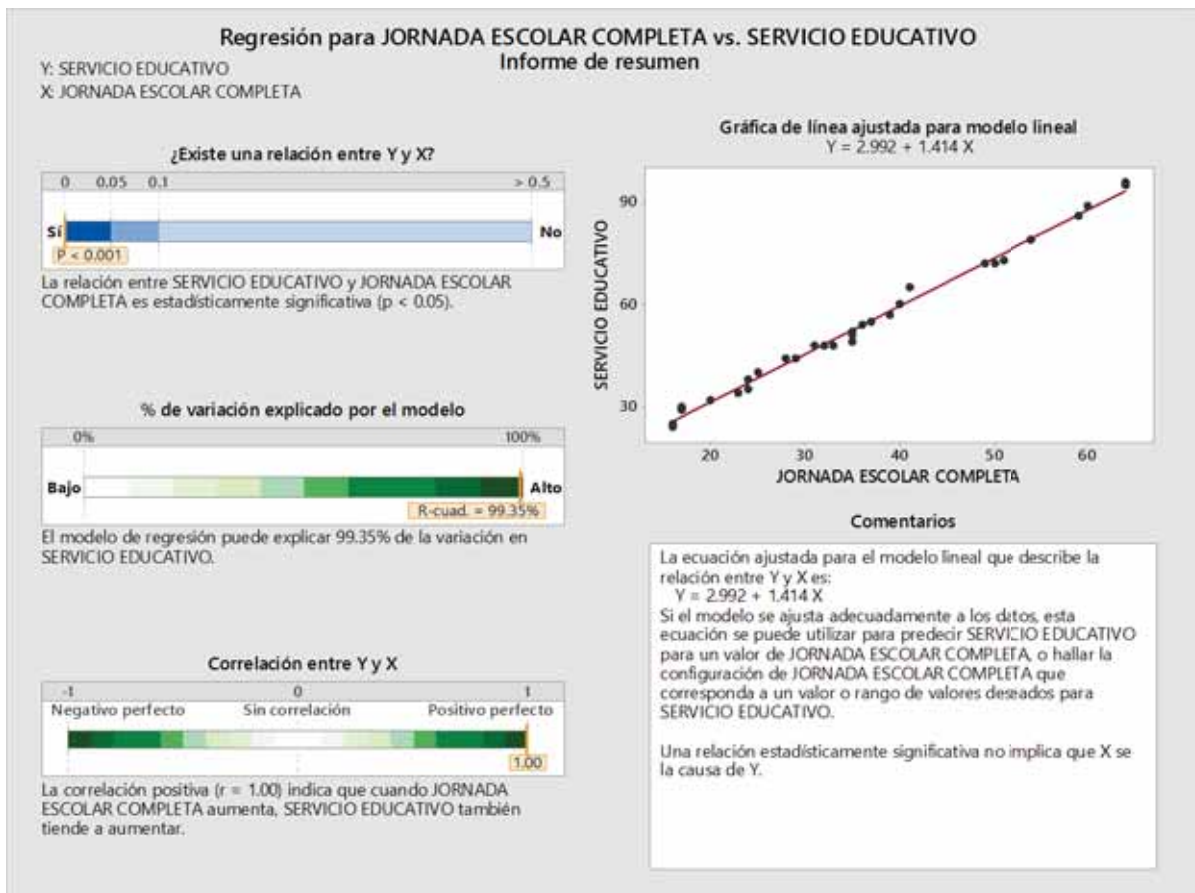 Regresión para JORNADA ESCOLAR COMPLETA vs. SERVICIO EDUCATIVO
Informe de resumen
Y: SERVICIO EDUCATIVO
X: JORNADA ESCOLAR COMPLETA
¿Existe una relación entre Y y X?
0 0.05 0.1 > 0.5
Sí No
P < 0.001
La relación entre SERVICIO EDUCATIVO y JORNADA ESCOLAR
COMPLETA es estadísticamente significativa (p < 0.05).
% de variación explicado por el modelo
0% 100%
Bajo Alto
R-cuad. = 99.35%
El modelo de regresión puede explicar 99.35% de la variación en
SERVICIO EDUCATIVO.
Correlación entre Y y X
-1 0 1
Negativo perfecto Sin correlación Positivo perfecto
1.00
La correlación positiva (r = 1.00) indica que cuando JORNADA
ESCOLAR COMPLETA aumenta, SERVICIO EDUCATIVO también
tiende a aumentar.
Gráfica de línea ajustada para modelo lineal
Y = 2.992 + 1.414 X
SERVICIO EDUCATIVO
90
60
30
20 30 40 50 60
JORNADA ESCOLAR COMPLETA
Comentarios
La ecuación ajustada para el modelo lineal que describe la
relación entre Y y X es:
Y = 2.992 + 1.414 X
Si el modelo se ajusta adecuadamente a los datos, esta
ecuación se puede utilizar para predecir SERVICIO EDUCATIVO
para un valor de JORNADA ESCOLAR COMPLETA, o hallar la
configuración de JORNADA ESCOLAR COMPLETA que
corresponda a un valor o rango de valores deseados para
SERVICIO EDUCATIVO.
Una relación estadísticamente significativa no implica que X se
la causa de Y.